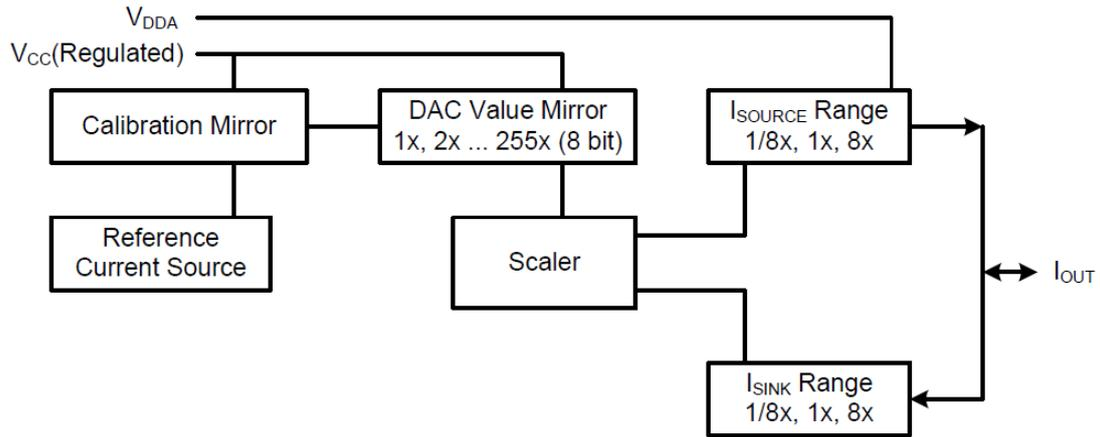 VDDA
VCC(Regulated)
Calibration Mirror
DAC Value Mirror
1x, 2x ... 255x (8 bit)
ISOURCE Range
1/8x, 1x, 8x
Reference
Current Source
Scaler
IOUT
ISINK Range
1/8x, 1x, 8x